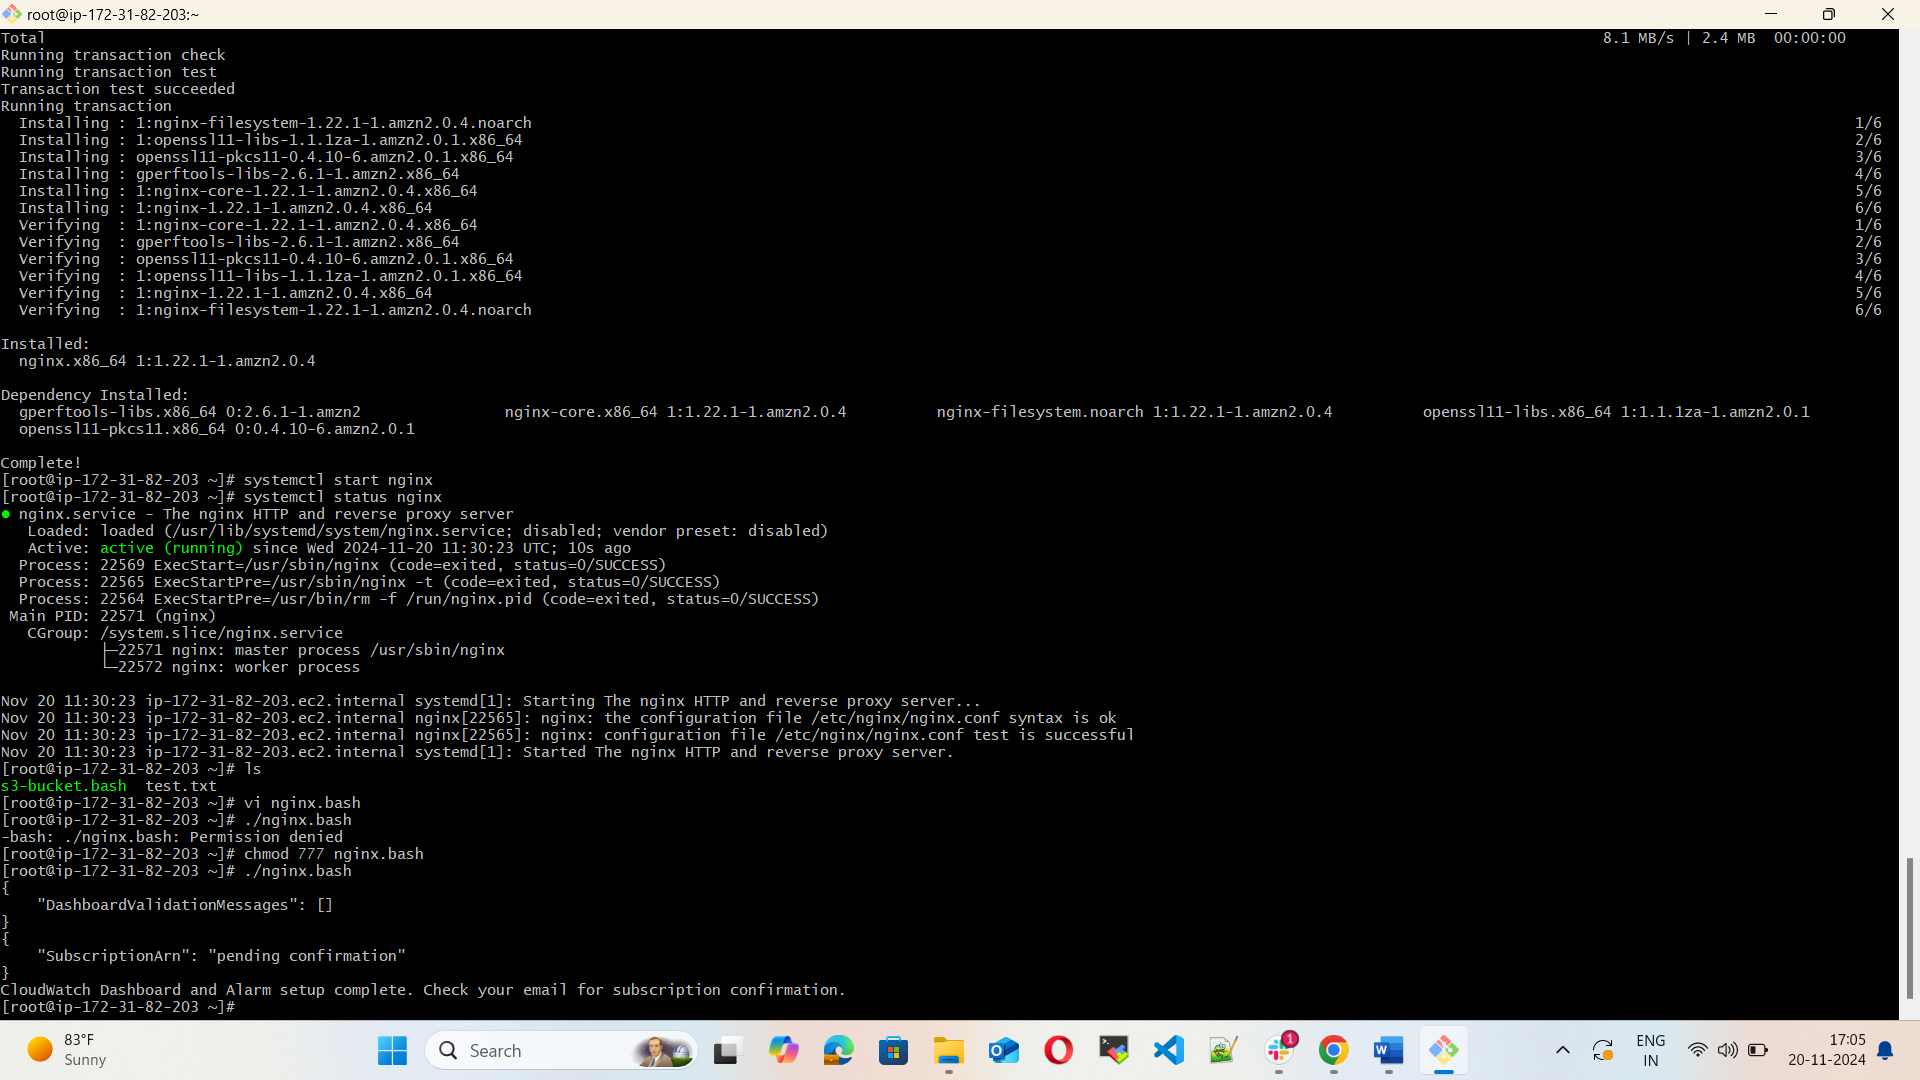 root@ip-172-31-82-203:~
Total 8.1 MB/s | 2.4 MB 00:00:00
Running transaction check
Running transaction test
Transaction test succeeded
Running transaction
Installing : 1:nginx-filesystem-1.22.1-1.amzn2.0.4.noarch 1/6
Installing : 1:openssl11-libs-1.1.1za-1.amzn2.0.1.x86_64 2/6
Installing : openssl11-pkcs11-0.4.10-6.amzn2.0.1.x86_64 3/6
Installing : gperftools-libs-2.6.1-1.amzn2.x86_64 4/6
Installing : 1:nginx-core-1.22.1-1.amzn2.0.4.x86_64 5/6
Installing : 1:nginx-1.22.1-1.amzn2.0.4.x86_64 6/6
Verifying : 1:nginx-core-1.22.1-1.amzn2.0.4.x86_64 1/6
Verifying : gperftools-libs-2.6.1-1.amzn2.x86_64 2/6
Verifying : openssl11-pkcs11-0.4.10-6.amzn2.0.1.x86_64 3/6
Verifying : 1:openssl11-libs-1.1.1za-1.amzn2.0.1.x86_64 4/6
Verifying : 1:nginx-1.22.1-1.amzn2.0.4.x86_64 5/6
Verifying : 1:nginx-filesystem-1.22.1-1.amzn2.0.4.noarch 6/6
Installed:
nginx.x86_64 1:1.22.1-1.amzn2.0.4
Dependency Installed:
gperftools-libs.x86_64 0:2.6.1-1.amzn2 nginx-core.x86_64 1:1.22.1-1.amzn2.0.4 nginx-filesystem.noarch 1:1.22.1-1.amzn2.0.4 openssl11-libs.x86_64 1:1.1.1za-1.amzn2.0.1
openssl11-pkcs11.x86_64 0:0.4.10-6.amzn2.0.1
Complete!
[root@ip-172-31-82-203 ~]# systemctl start nginx
[root@ip-172-31-82-203 ~]# systemctl status nginx
● nginx.service - The nginx HTTP and reverse proxy server
Loaded: loaded (/usr/lib/systemd/system/nginx.service; disabled; vendor preset: disabled)
Active: active (running) since Wed 2024-11-20 11:30:23 UTC; 10s ago
Process: 22569 ExecStart=/usr/sbin/nginx (code=exited, status=0/SUCCESS)
Process: 22565 ExecStartPre=/usr/sbin/nginx -t (code=exited, status=0/SUCCESS)
Process: 22564 ExecStartPre=/usr/bin/rm -f /run/nginx.pid (code=exited, status=0/SUCCESS)
Main PID: 22571 (nginx)
CGroup: /system.slice/nginx.service
├─22571 nginx: master process /usr/sbin/nginx
└─22572 nginx: worker process
Nov 20 11:30:23 ip-172-31-82-203.ec2.internal systemd[1]: Starting The nginx HTTP and reverse proxy server...
Nov 20 11:30:23 ip-172-31-82-203.ec2.internal nginx[22565]: nginx: the configuration file /etc/nginx/nginx.conf syntax is ok
Nov 20 11:30:23 ip-172-31-82-203.ec2.internal nginx[22565]: nginx: configuration file /etc/nginx/nginx.conf test is successful
Nov 20 11:30:23 ip-172-31-82-203.ec2.internal systemd[1]: Started The nginx HTTP and reverse proxy server.
[root@ip-172-31-82-203 ~]# ls
s3-bucket.bash test.txt
[root@ip-172-31-82-203 ~]# vi nginx.bash
[root@ip-172-31-82-203 ~]# ./nginx.bash
-bash: ./nginx.bash: Permission denied
[root@ip-172-31-82-203 ~]# chmod 777 nginx.bash
[root@ip-172-31-82-203 ~]# ./nginx.bash
{
"DashboardValidationMessages": []
}
{
"SubscriptionArn": "pending confirmation"
}
CloudWatch Dashboard and Alarm setup complete. Check your email for subscription confirmation.
[root@ip-172-31-82-203 ~]#
83°F
Sunny
Search
1
ENG
IN
17:05
20-11-2024